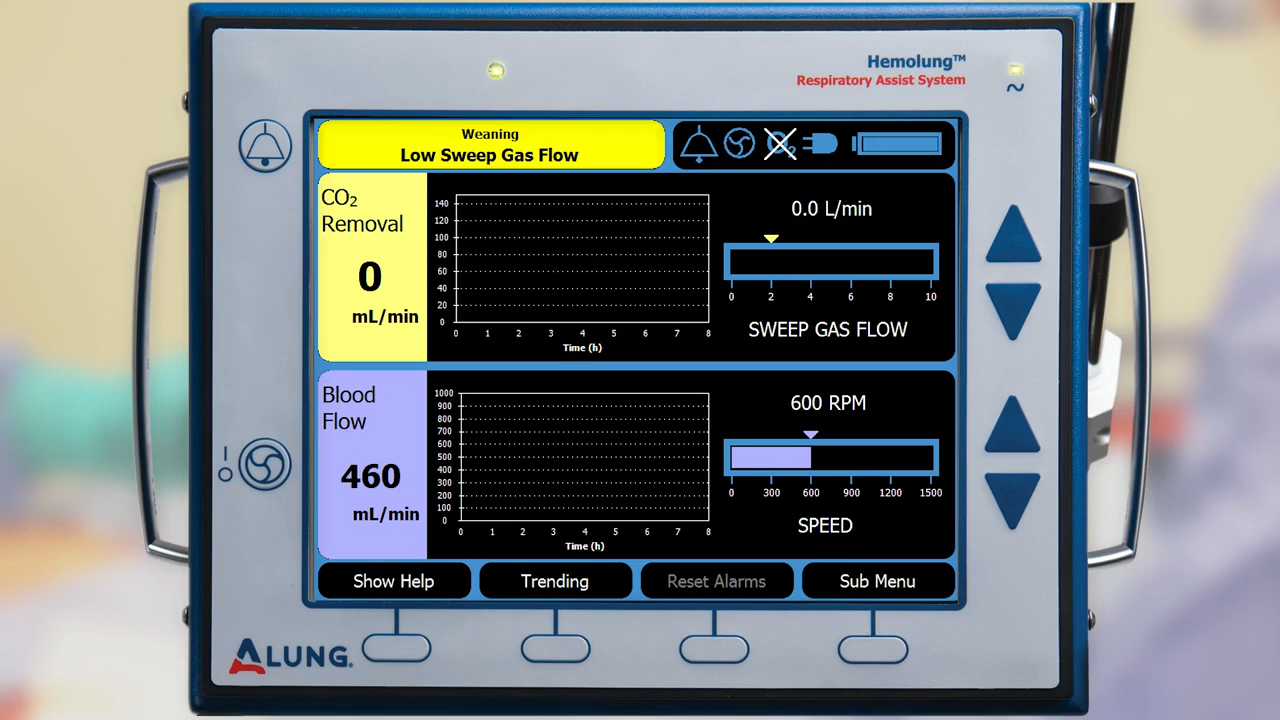 Hemolung™
Respiratory Assist System
Weaning
Low Sweep Gas Flow
CO₂
Removal
0
mL/min
140
120
100
80
60
40
20
0
0 1 2 3 4 5 6 7 8
Time (h)
0.0 L/min
0 2 4 6 8 10
SWEEP GAS FLOW
Blood
Flow
460
mL/min
1000
900
800
700
600
500
400
300
200
100
0
0 1 2 3 4 5 6 7 8
Time (h)
600 RPM
0 300 600 900 1200 1500
SPEED
Show Help
Trending
Reset Alarms
Sub Menu
ALUNG®